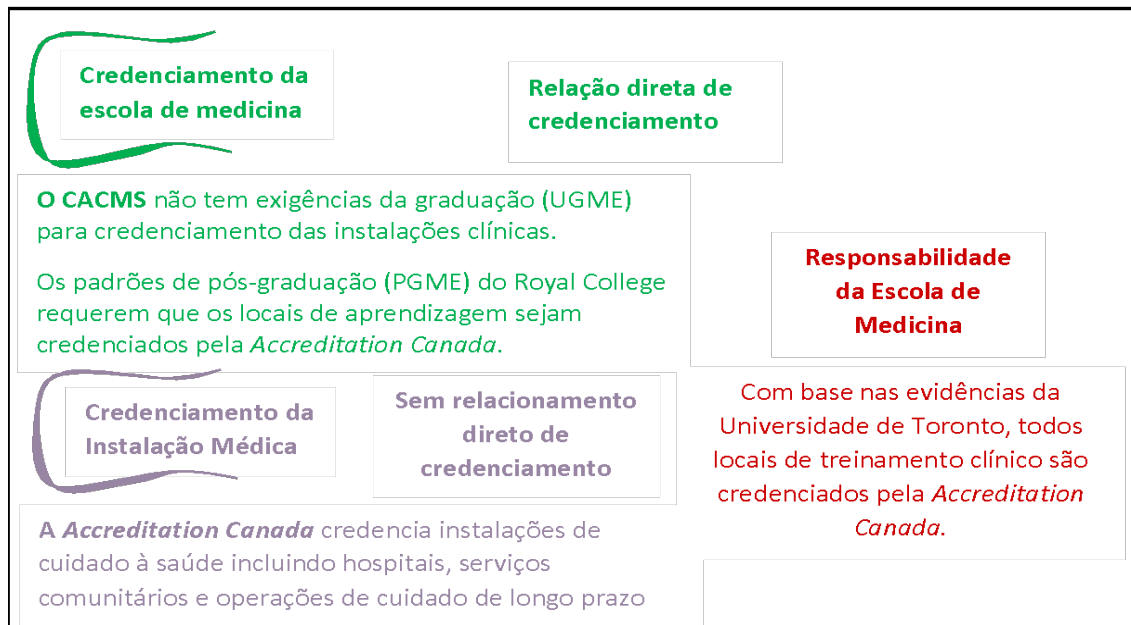 Credenciamento da
escola de medicina
Relação direta de
credenciamento
O CACMS não tem exigências da graduação (UGME)
para credenciamento das instalações clínicas.
Os padrões de pós-graduação (PGME) do Royal College
requerem que os locais de aprendizagem sejam
credenciados pela Accreditation Canada.
Responsabilidade
da Escola de
Medicina
Credenciamento da
Instalação Médica
Sem relacionamento
direto de
credenciamento
Com base nas evidências da
Universidade de Toronto, todos
locais de treinamento clínico são
credenciados pela Accreditation
Canada.
A Accreditation Canada credencia instalações de
cuidado à saúde incluindo hospitais, serviços
comunitários e operações de cuidado de longo prazo